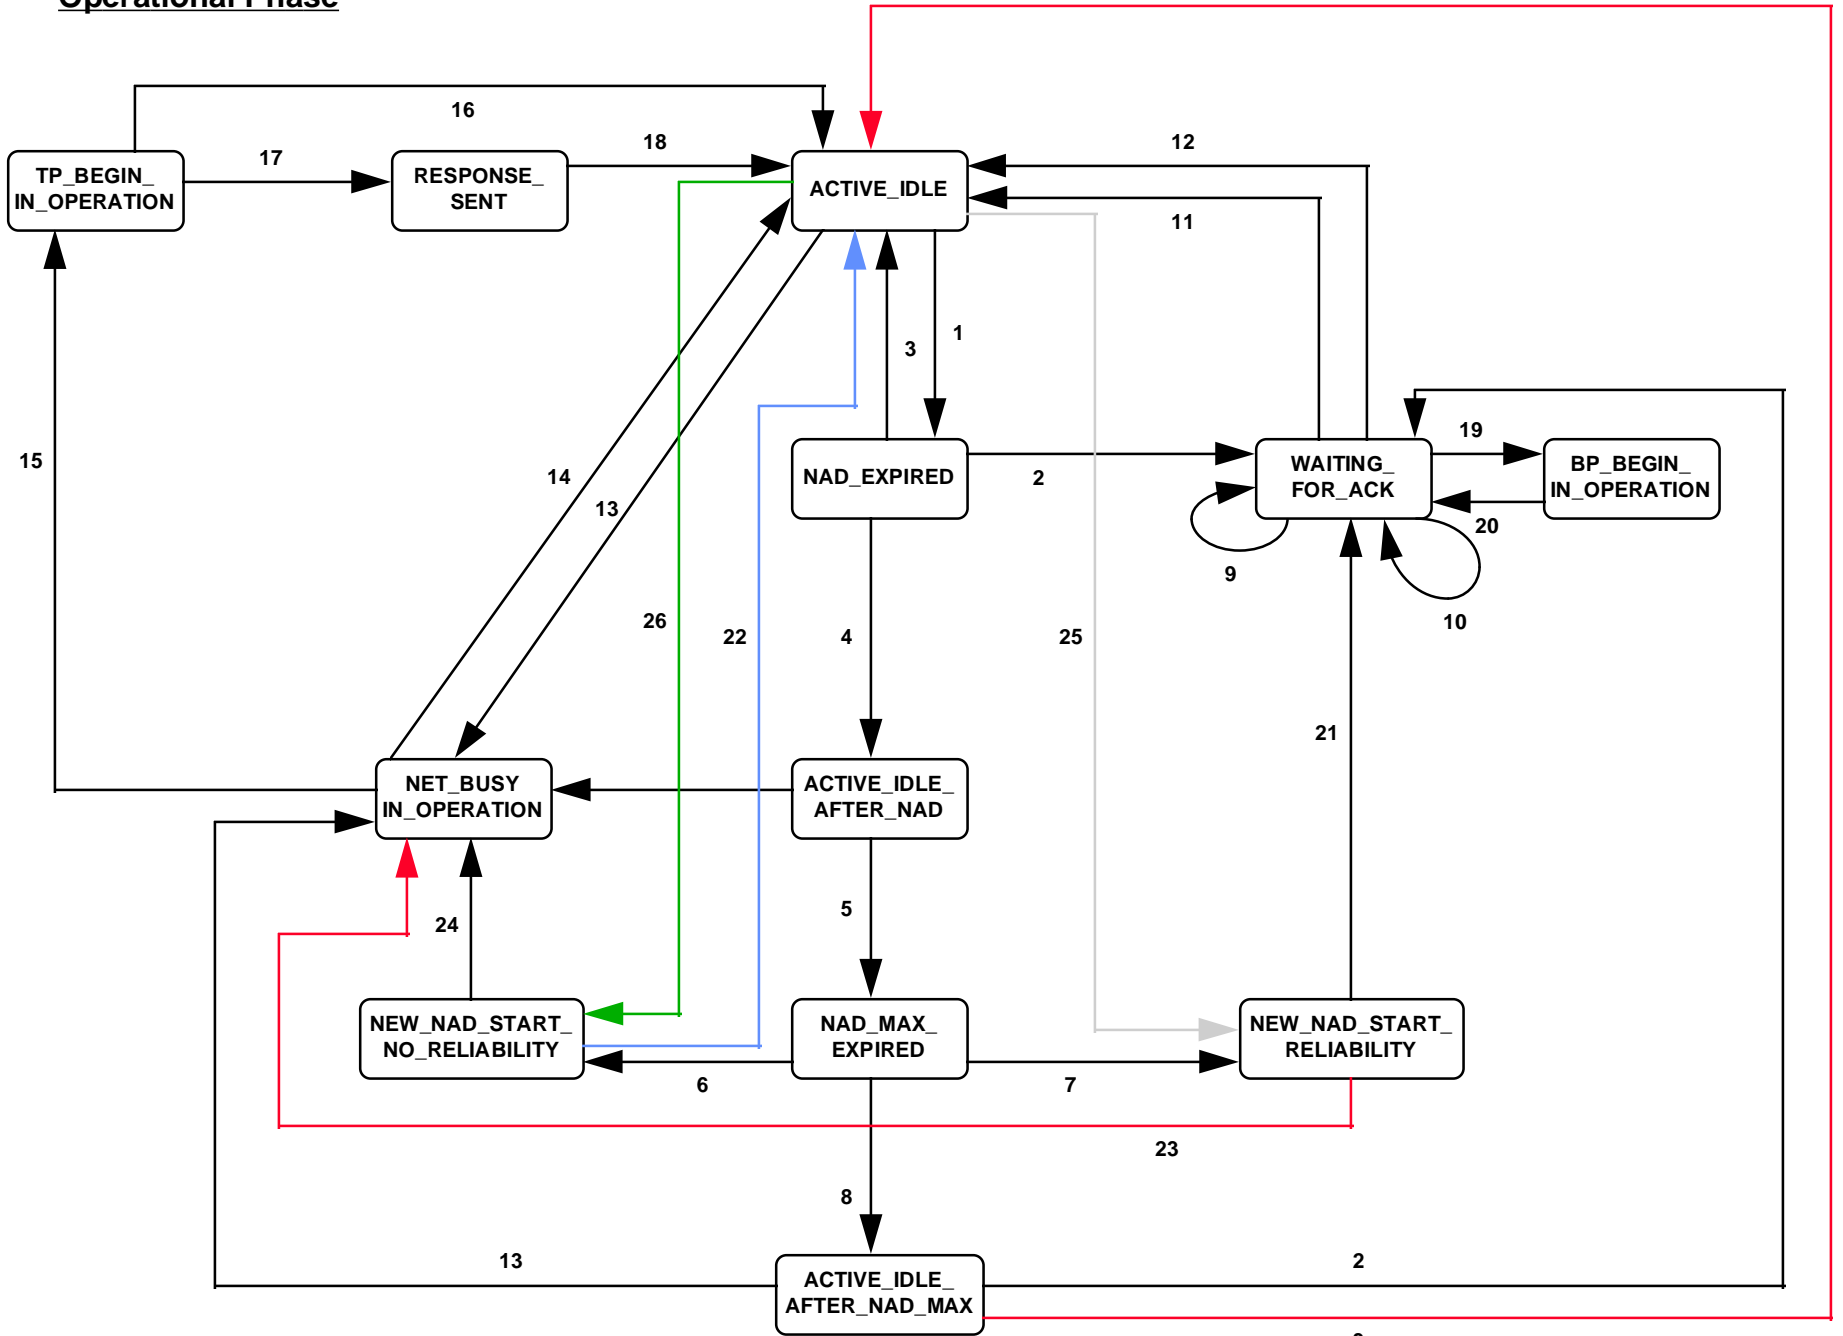 Operational Phase
16
12
17
18
TP_BEGIN_
IN_OPERATION
RESPONSE_
SENT
ACTIVE_IDLE
11
3
1
15
14
13
NAD_EXPIRED
2
WAITING_
FOR_ACK
19
BP_BEGIN_
IN_OPERATION
20
9
10
26
22
4
25
21
NET_BUSY
IN_OPERATION
ACTIVE_IDLE_
AFTER_NAD
24
5
NEW_NAD_START_
NO_RELIABILITY
NAD_MAX_
EXPIRED
NEW_NAD_START_
RELIABILITY
6
7
23
8
13
2
ACTIVE_IDLE_
AFTER_NAD_MAX